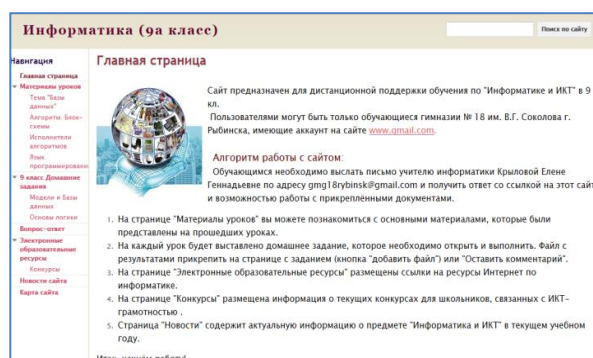 Информатика (9а класс)
Поиск по сайту
Навигация
Главная страница
Материалы уроков
Тема "Базы
данных"
Алгоритм. Блок-
схемы
Исполнители
алгоритмов
Язык
программировани
9 класс Домашние
задания
Модели и Базы
данных
Основы логики
Вопрос-ответ
Электронные
образовательные
ресурсы
Конкурсы
Новости сайта
Карта сайта
Главная страница
Сайт предназначен для дистанционной поддержки обучения по "Информатике и ИКТ" в 9
кл.
Пользователями могут быть только обучающиеся гимназии № 18 им. В.Г. Соколова г.
Рыбинска, имеющие аккаунт на сайте www.gmail.com.
Алгоритм работы с сайтом:
Обучающимся необходимо выслать письмо учителю информатики Крыловой Елене
Геннадьевне по адресу gmg18rybinsk@gmail.com и получить ответ со ссылкой на этот сайт
и возможностью работы с прикреплёнными документами.
1. На странице "Материалы уроков" вы можете познакомиться с основными материалами, которые были
представлены на прошедших уроках.
2. На каждый урок будет выставлено домашнее задание, которое необходимо открыть и выполнить. Файл с
результатами прикрепить на странице с заданием (кнопка "добавить файл") или "Оставить комментарий".
3. На странице "Электронные образовательные ресурсы" размещены ссылки на ресурсы Интернет по
информатике.
4. На странице "Конкурсы" размещена информация о текущих конкурсах для школьников, связанных с ИКТ-
грамотностью .
5. Страница "Новости" содержит актуальную информацию о предмете "Информатика и ИКТ" в текущем учебном
году.